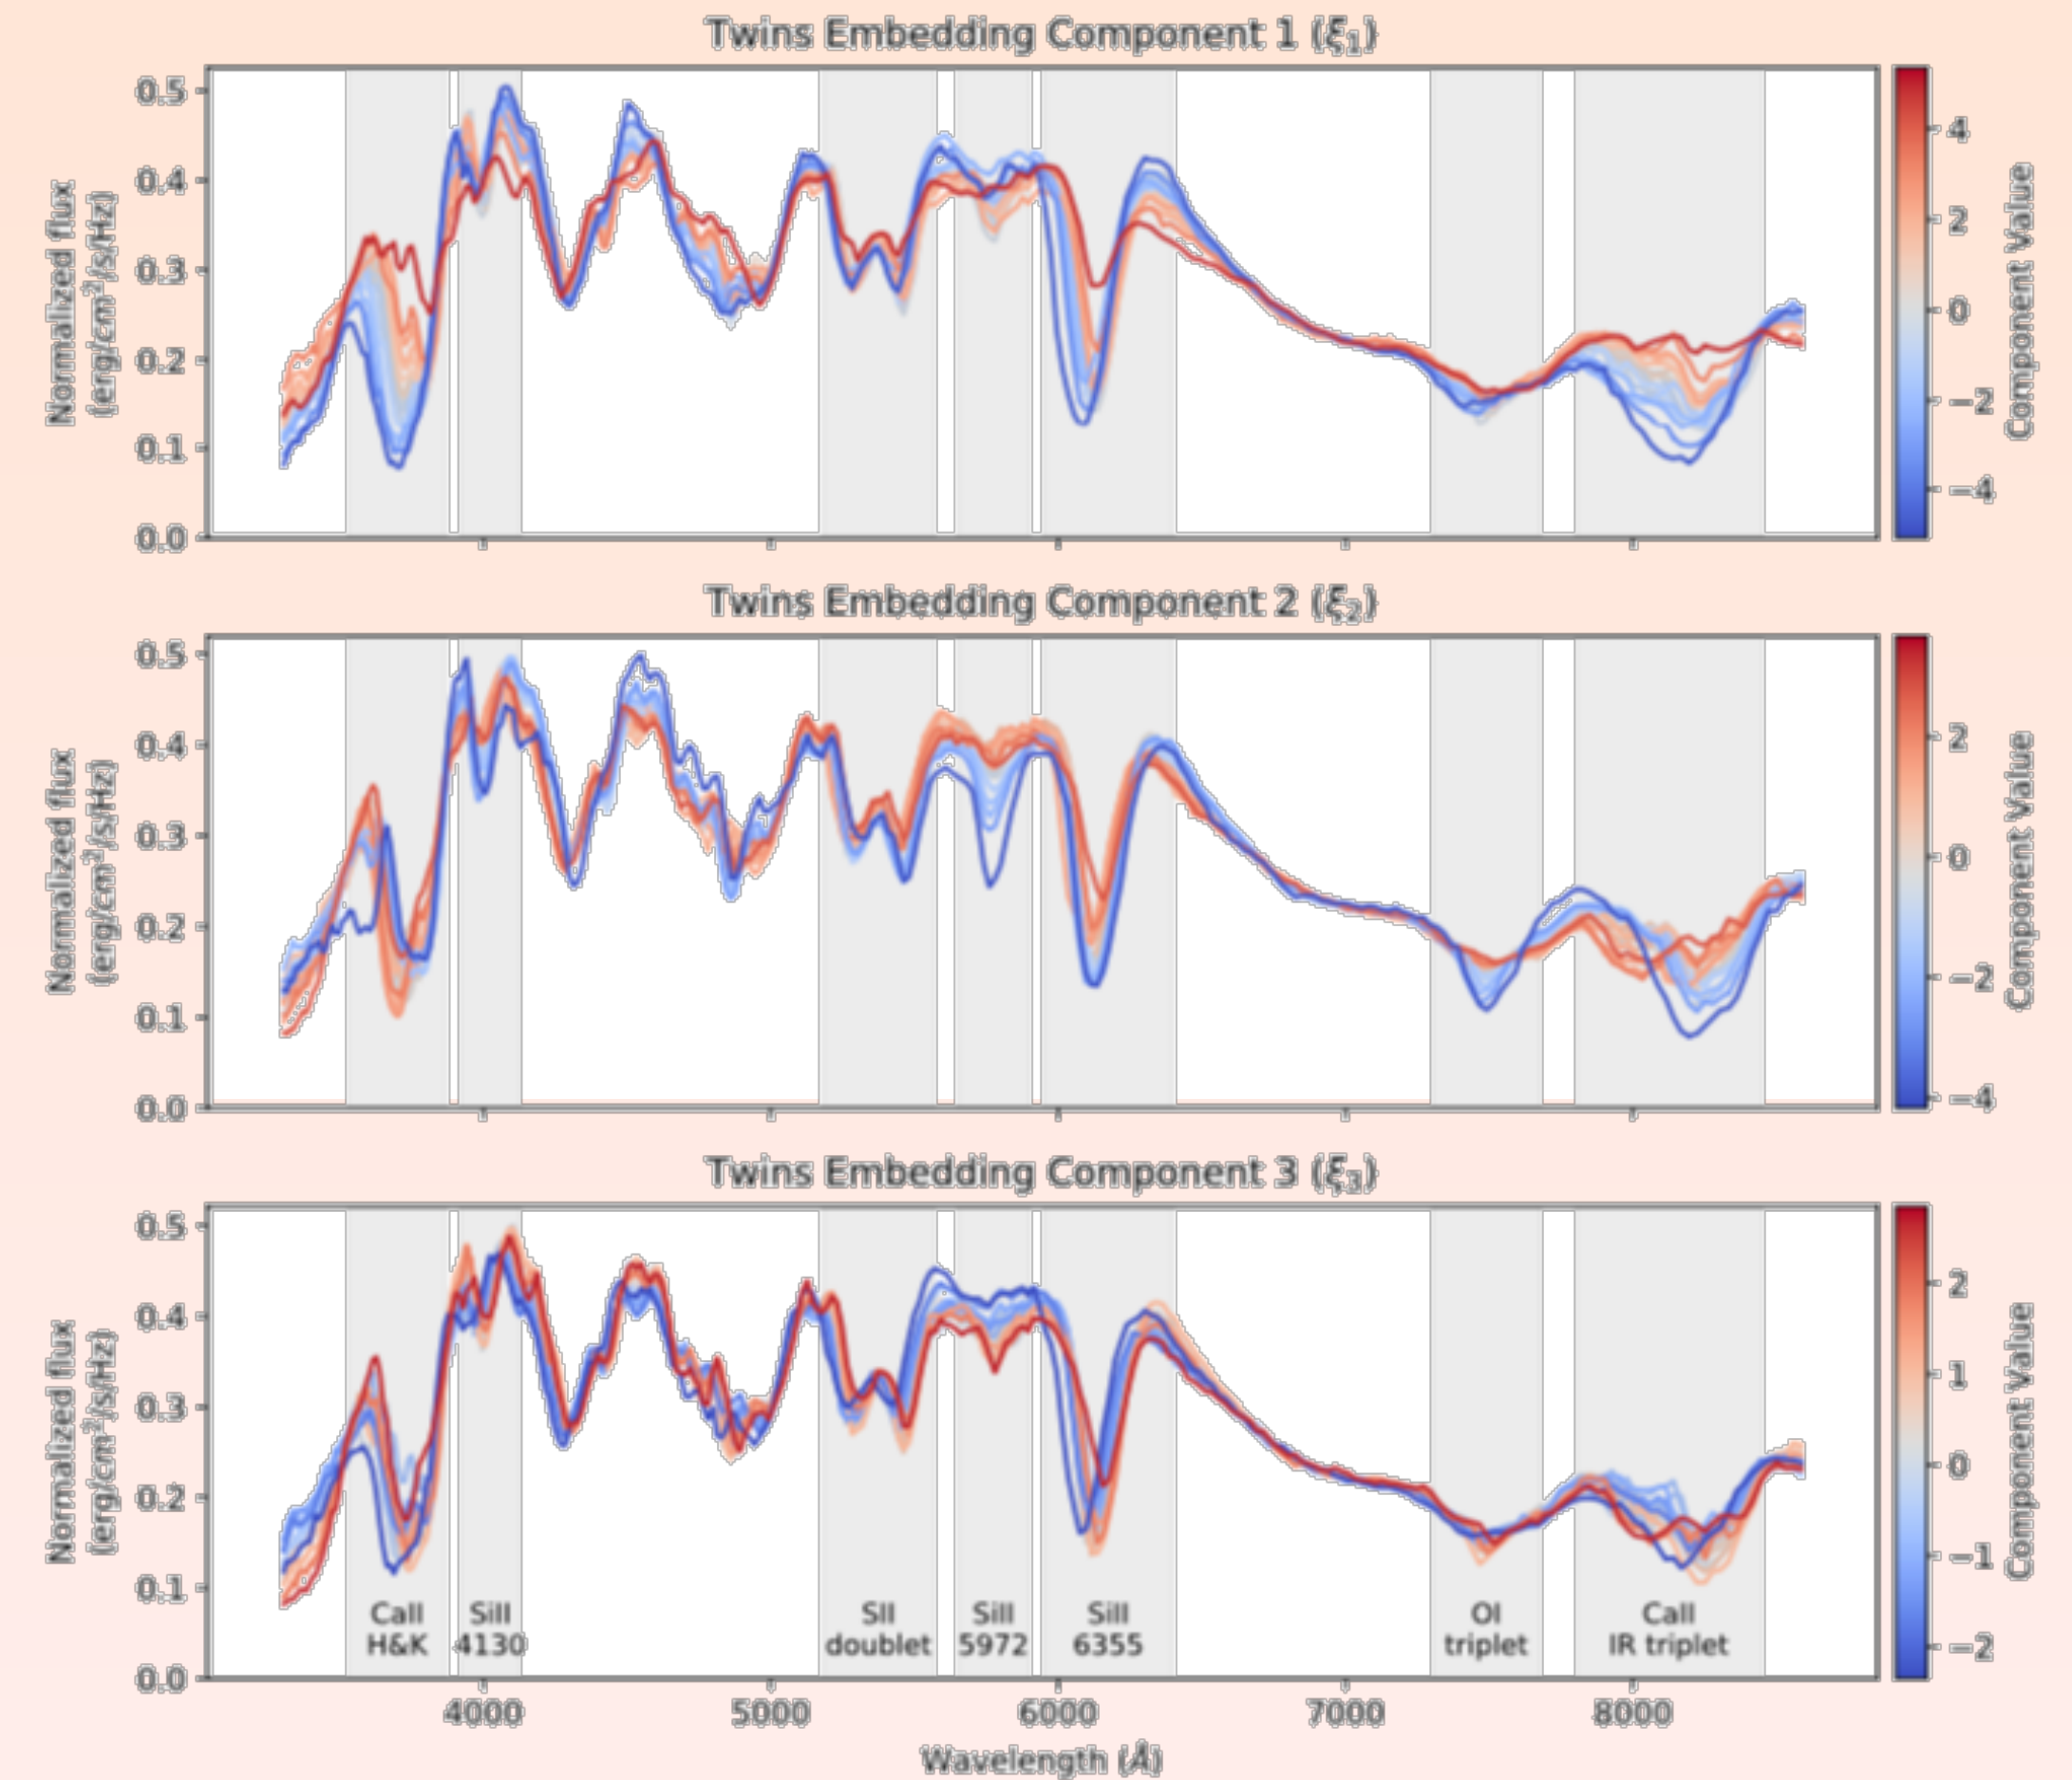 Twins Embedding Component 1 (ξ₁)
Normalized flux
(erg/cm²/s/Hz)
0.5
0.4
0.3
0.2
0.1
0.0
4
2
0
−2
−4
Component Value
Twins Embedding Component 2 (ξ₂)
Normalized flux
(erg/cm²/s/Hz)
0.5
0.4
0.3
0.2
0.1
0.0
2
0
−2
−4
Component Value
Twins Embedding Component 3 (ξ₃)
Normalized flux
(erg/cm²/s/Hz)
0.5
0.4
0.3
0.2
0.1
0.0
CaII
H&K
SiII
4130
SII
doublet
SiII
5972
SiII
6355
OI
triplet
CaII
IR triplet
2
1
0
−1
−2
Component Value
4000 5000 6000 7000 8000
Wavelength (Å)